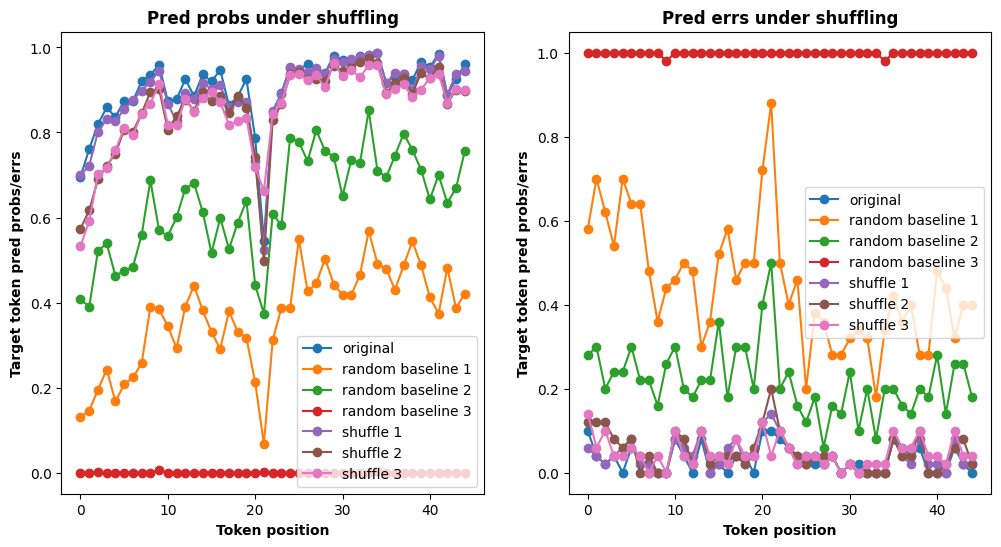 Pred probs under shuffling
Target token pred probs/errs
1.0
0.8
0.6
0.4
0.2
0.0
original
random baseline 1
random baseline 2
random baseline 3
shuffle 1
shuffle 2
shuffle 3
0 10 20 30 40
Token position
Pred errs under shuffling
Target token pred probs/errs
1.0
0.8
0.6
0.4
0.2
0.0
original
random baseline 1
random baseline 2
random baseline 3
shuffle 1
shuffle 2
shuffle 3
0 10 20 30 40
Token position